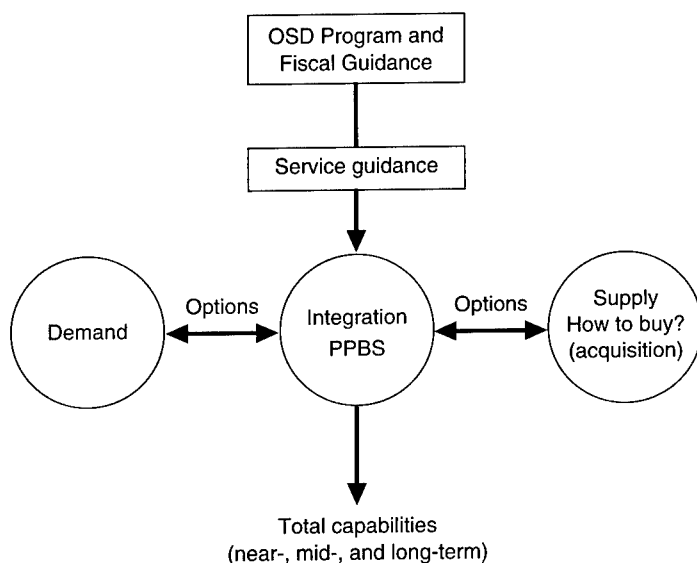 OSD Program and
Fiscal Guidance
Service guidance
Demand
Options
Integration
PPBS
Options
Supply
How to buy?
(acquisition)
Total capabilities
(near-, mid-, and long-term)